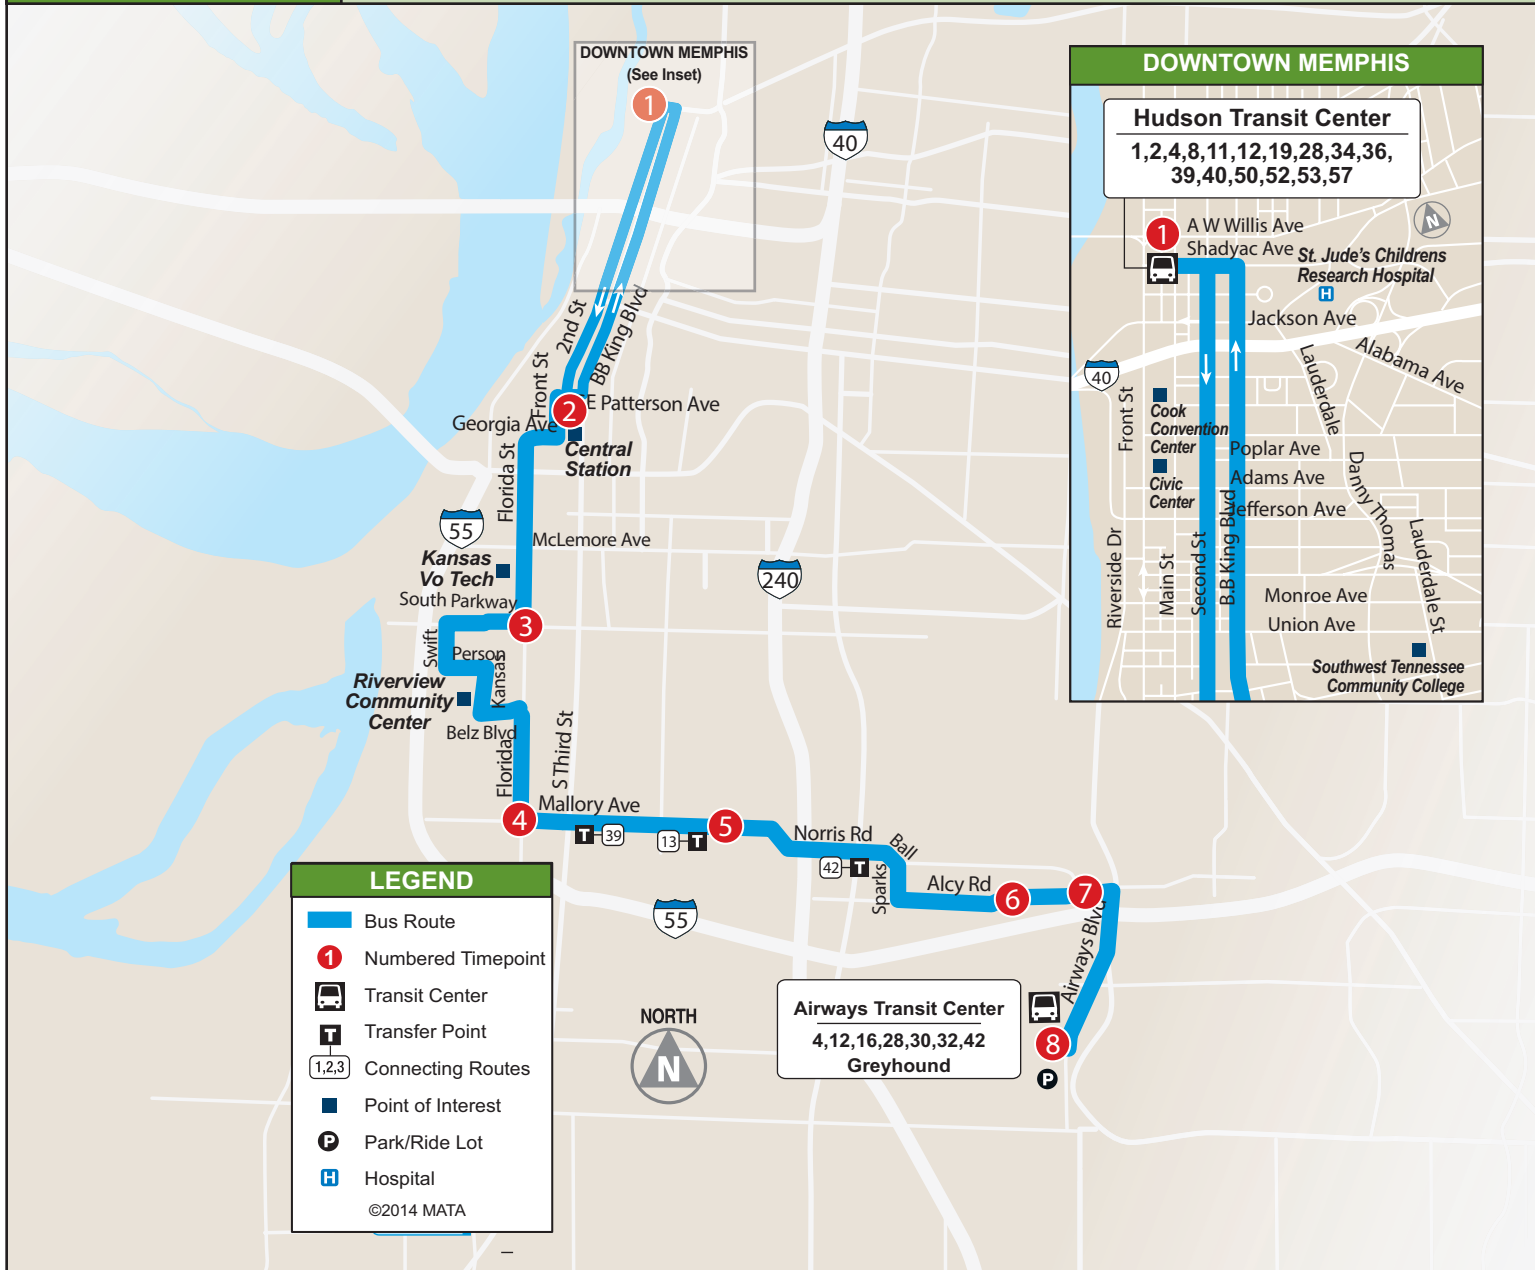 DOWNTOWN MEMPHIS
(See Inset)
1
40
2nd St
BB King Blvd
Front St
2
E Patterson Ave
Georgia Ave
Central
Station
Florida St
55
McLemore Ave
Kansas
Vo Tech
South Parkway
3
240
Swift
Person
Kansas
Riverview
Community
Center
Belz Blvd
Florida
S Third St
4
Mallory Ave
T
39
13
T
5
Norris Rd
Ball
42
T
Sparks
Alcy Rd
6
7
Airways Blvd
55
Airways Transit Center
4,12,16,28,30,32,42
Greyhound
8
P
NORTH
N
DOWNTOWN MEMPHIS
Hudson Transit Center
1,2,4,8,11,12,19,28,34,36,
39,40,50,52,53,57
N
1
A W Willis Ave
Shadyac Ave
St. Jude's Childrens
Research Hospital
H
Jackson Ave
Alabama Ave
Lauderdale
40
Front St
Cook
Convention
Center
Civic
Center
Poplar Ave
Adams Ave
Jefferson Ave
Danny Thomas
Lauderdale St
Riverside Dr
Main St
Second St
B.B King Blvd
Monroe Ave
Union Ave
Southwest Tennessee
Community College
LEGEND
Bus Route
1 Numbered Timepoint
Transit Center
T Transfer Point
1,2,3 Connecting Routes
Point of Interest
P Park/Ride Lot
H Hospital
©2014 MATA